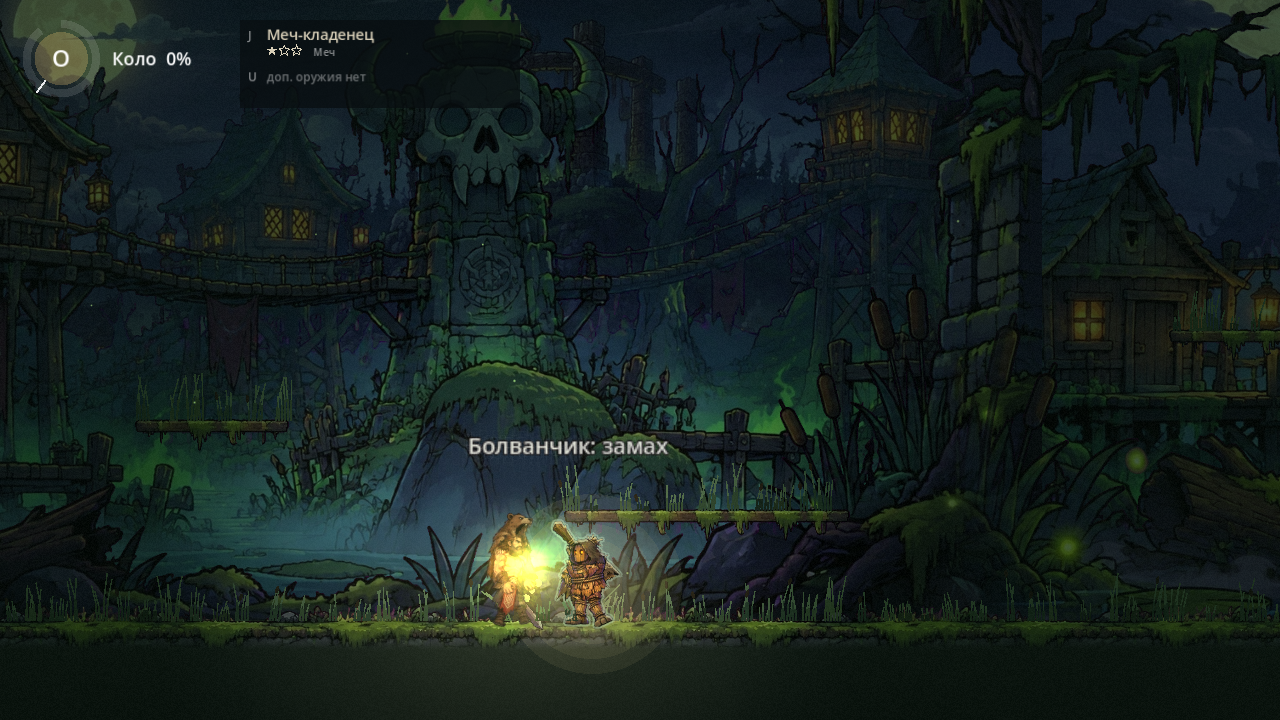 О
Коло 0%
J Меч-кладенец
★☆☆ Меч
U доп. оружия нет
Болванчик: замах